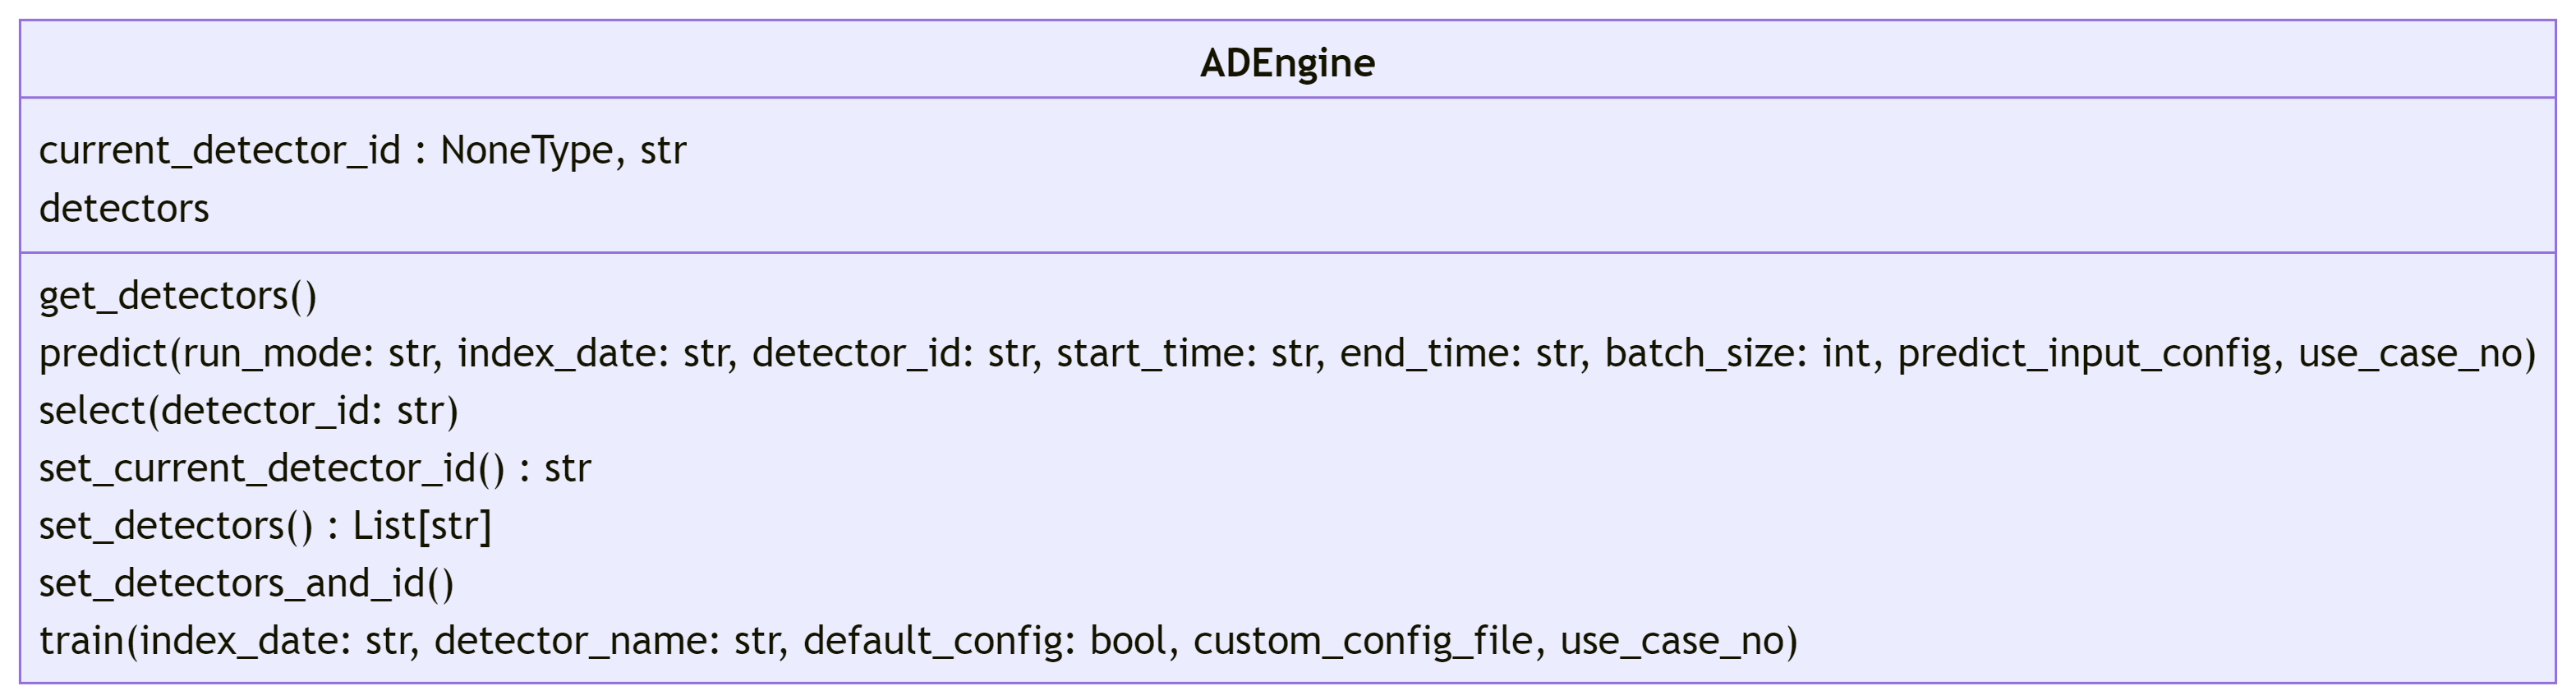 ADEngine
current_detector_id : NoneType, str
detectors
get_detectors()
predict(run_mode: str, index_date: str, detector_id: str, start_time: str, end_time: str, batch_size: int, predict_input_config, use_case_no)
select(detector_id: str)
set_current_detector_id() : str
set_detectors() : List[str]
set_detectors_and_id()
train(index_date: str, detector_name: str, default_config: bool, custom_config_file, use_case_no)